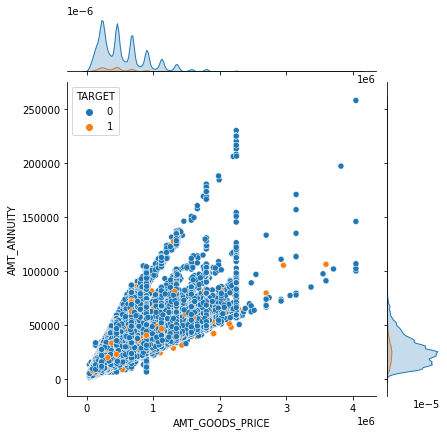 1e−6
1e6
TARGET
0
1
250000
200000
150000
100000
50000
0
AMT_ANNUITY
0 1 2 3 4
1e−5
AMT_GOODS_PRICE
1e6